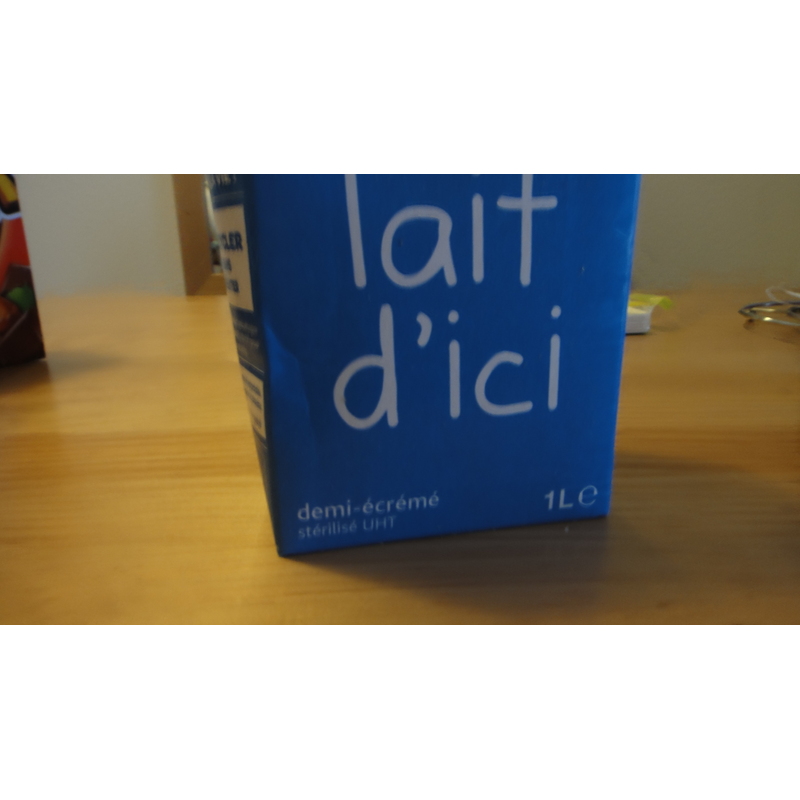 lait
d'ici
demi-écrémé
stérilisé UHT
1L ℮